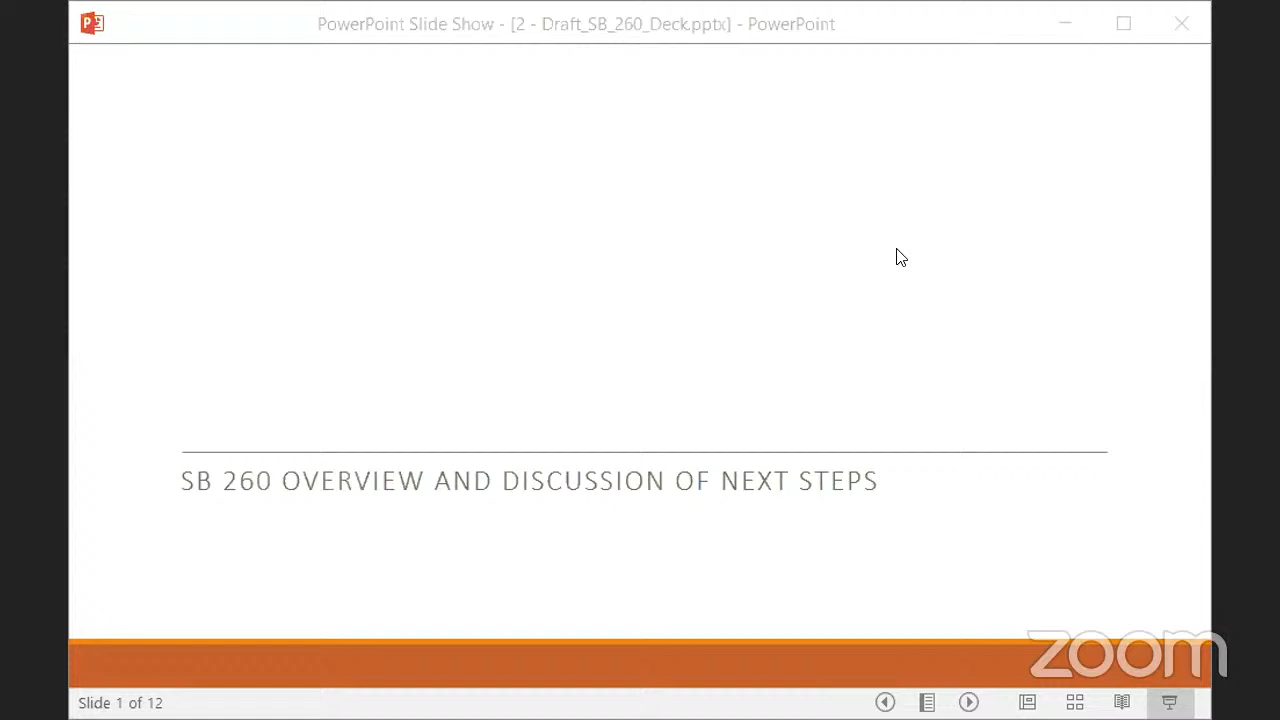 PowerPoint Slide Show - [2 - Draft_SB_260_Deck.pptx] - PowerPoint
SB 260 OVERVIEW AND DISCUSSION OF NEXT STEPS
zoom
Slide 1 of 12